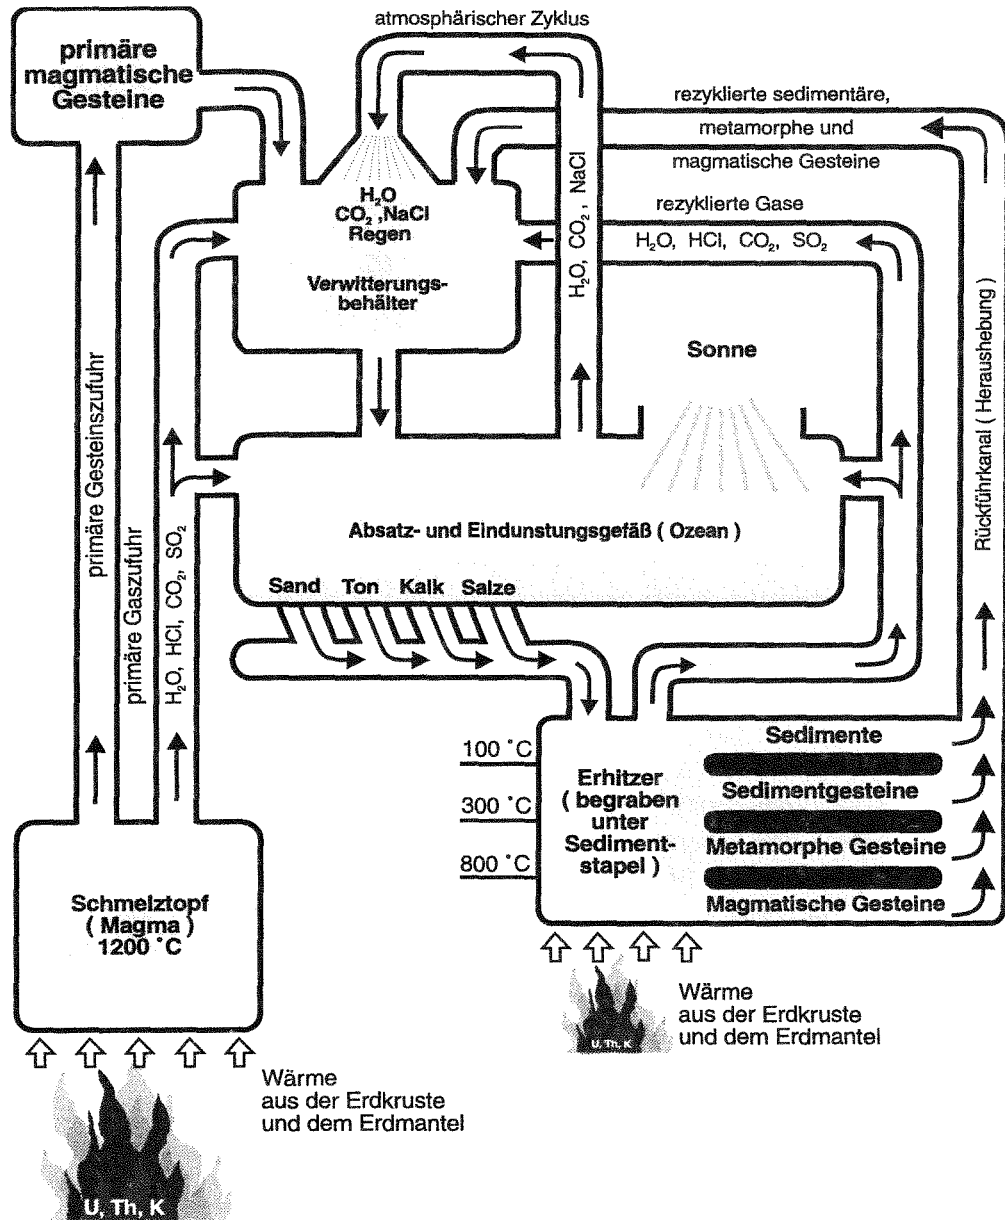 atmosphärischer Zyklus
primäre
magmatische
Gesteine
rezyklierte sedimentäre,
metamorphe und
magmatische Gesteine
rezyklierte Gase
H₂O, HCl, CO₂, SO₂
H₂O, CO₂, NaCl
H₂O
CO₂ ,NaCl
Regen
Verwitterungs-
behälter
Sonne
primäre Gesteinszufuhr
primäre Gaszufuhr
H₂O, HCl, CO₂, SO₂
Rückführkanal ( Heraushebung )
Absatz- und Eindunstungsgefäß ( Ozean )
Sand Ton Kalk Salze
100 °C
300 °C
800 °C
Erhitzer
( begraben
unter
Sediment-
stapel )
Sedimente
Sedimentgesteine
Metamorphe Gesteine
Magmatische Gesteine
Schmelztopf
( Magma )
1200 °C
U, Th, K
Wärme
aus der Erdkruste
und dem Erdmantel
Wärme
aus der Erdkruste
und dem Erdmantel
U, Th, K